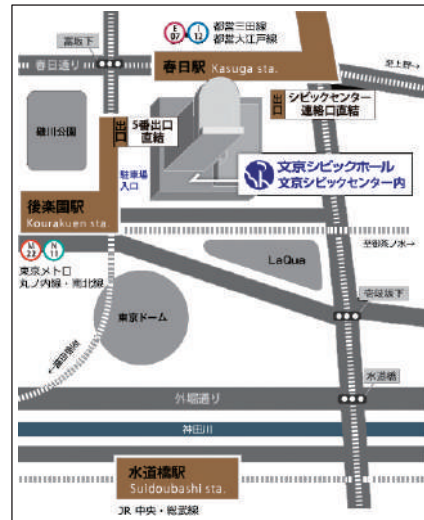 富坂下
E
07
I
12
都営三田線
都営大江戸線
春日通り
春日駅 Kasuga sta.
至上野→
礫川公園
出口
5番出口
直結
出口
シビックセンター
連絡口直結
駐車場
入口
文京シビックホール
文京シビックセンター内
後楽園駅
Kourakuen sta.
M
22
N
11
東京メトロ
丸ノ内線・南北線
至御茶ノ水→
LaQua
壱岐坂下
東京ドーム
水道橋
外堀通り
神田川
水道橋駅
Suidoubashi sta.
JR 中央・総武線